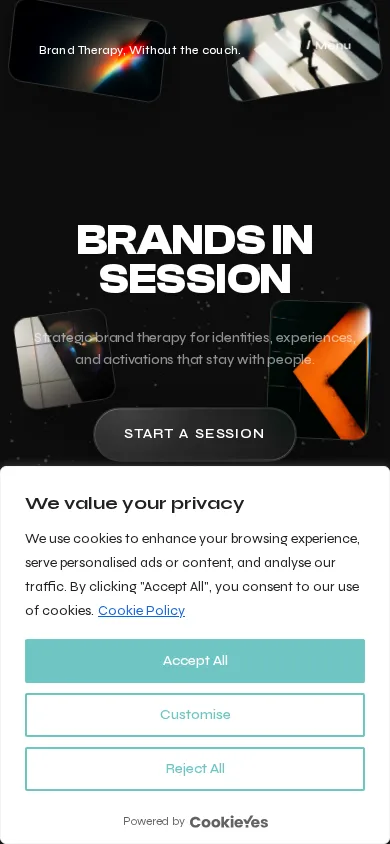 Brand Therapy, Without the couch.
/ Menu
BRANDS IN
SESSION
Strategic brand therapy for identities, experiences,
and activations that stay with people.
START A SESSION
We value your privacy
We use cookies to enhance your browsing experience,
serve personalised ads or content, and analyse our
traffic. By clicking "Accept All", you consent to our use
of cookies. Cookie Policy
Accept All
Customise
Reject All
Powered by CookieYes